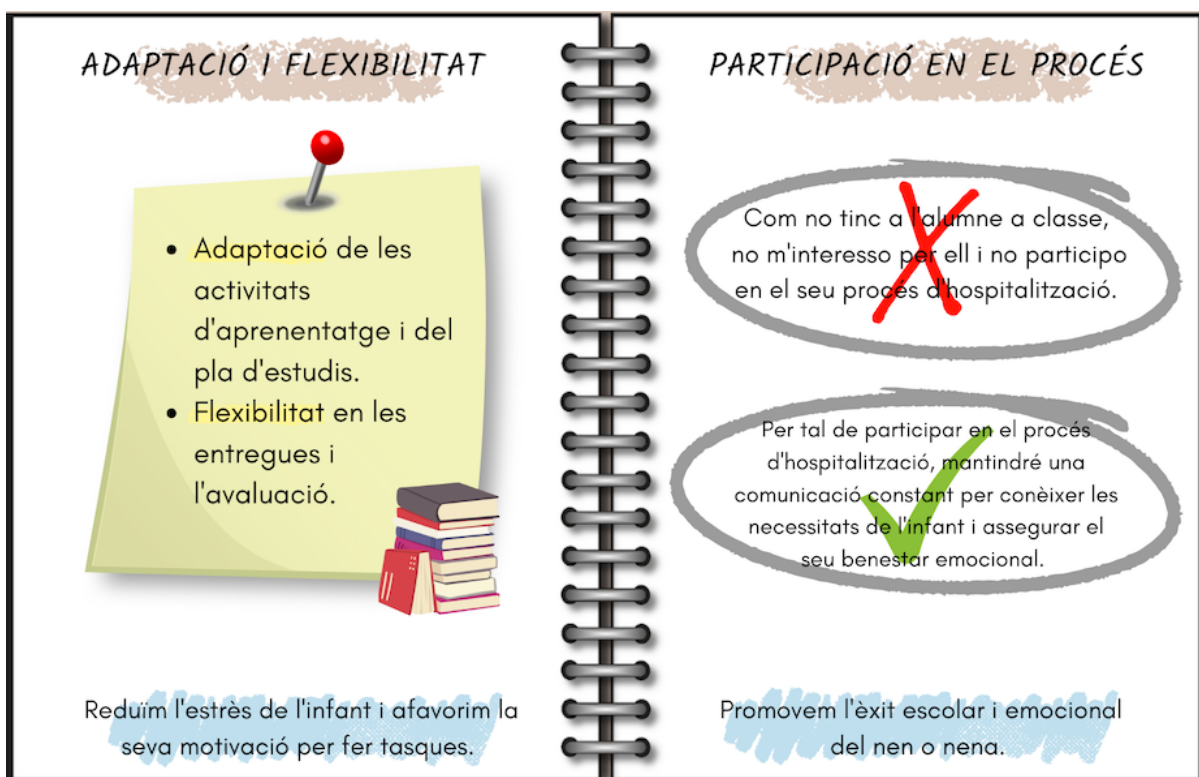 ADAPTACIÓ I FLEXIBILITAT
• Adaptació de les
activitats
d'aprenentatge i del
pla d'estudis.
• Flexibilitat en les
entregues i
l'avaluació.
Reduïm l'estrès de l'infant i afavorim la
seva motivació per fer tasques.
PARTICIPACIÓ EN EL PROCÉS
Com no tinc a l'alumne a classe,
no m'interesso per ell i no participo
en el seu procés d'hospitalització.
Per tal de participar en el procés
d'hospitalització, mantindré una
comunicació constant per conèixer les
necessitats de l'infant i assegurar el
seu benestar emocional.
Promovem l'èxit escolar i emocional
del nen o nena.